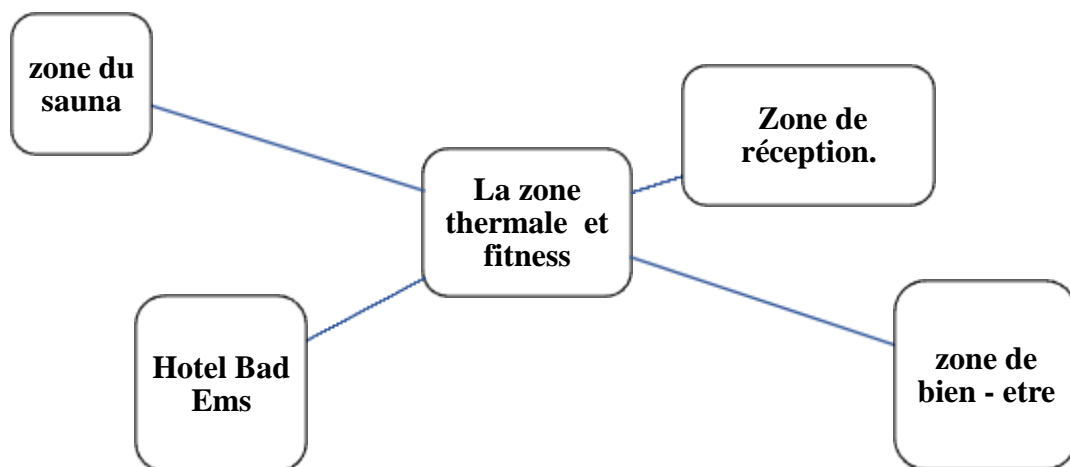 zone du
sauna
Zone de
réception.
La zone
thermale et
fitness
Hotel Bad
Ems
zone de
bien - etre